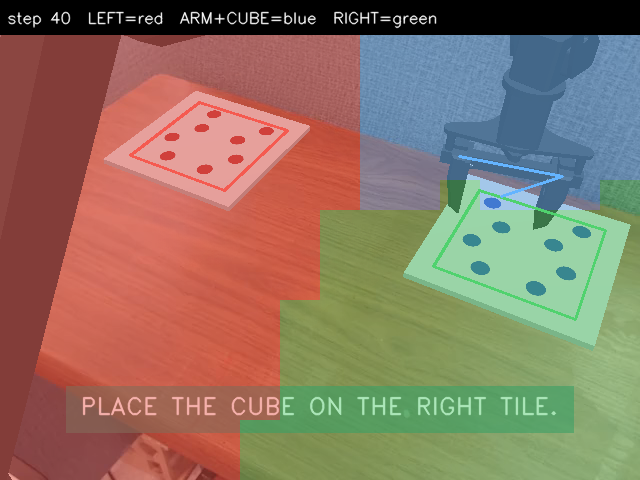 step 40 LEFT=red ARM+CUBE=blue RIGHT=green
PLACE THE CUBE ON THE RIGHT TILE.